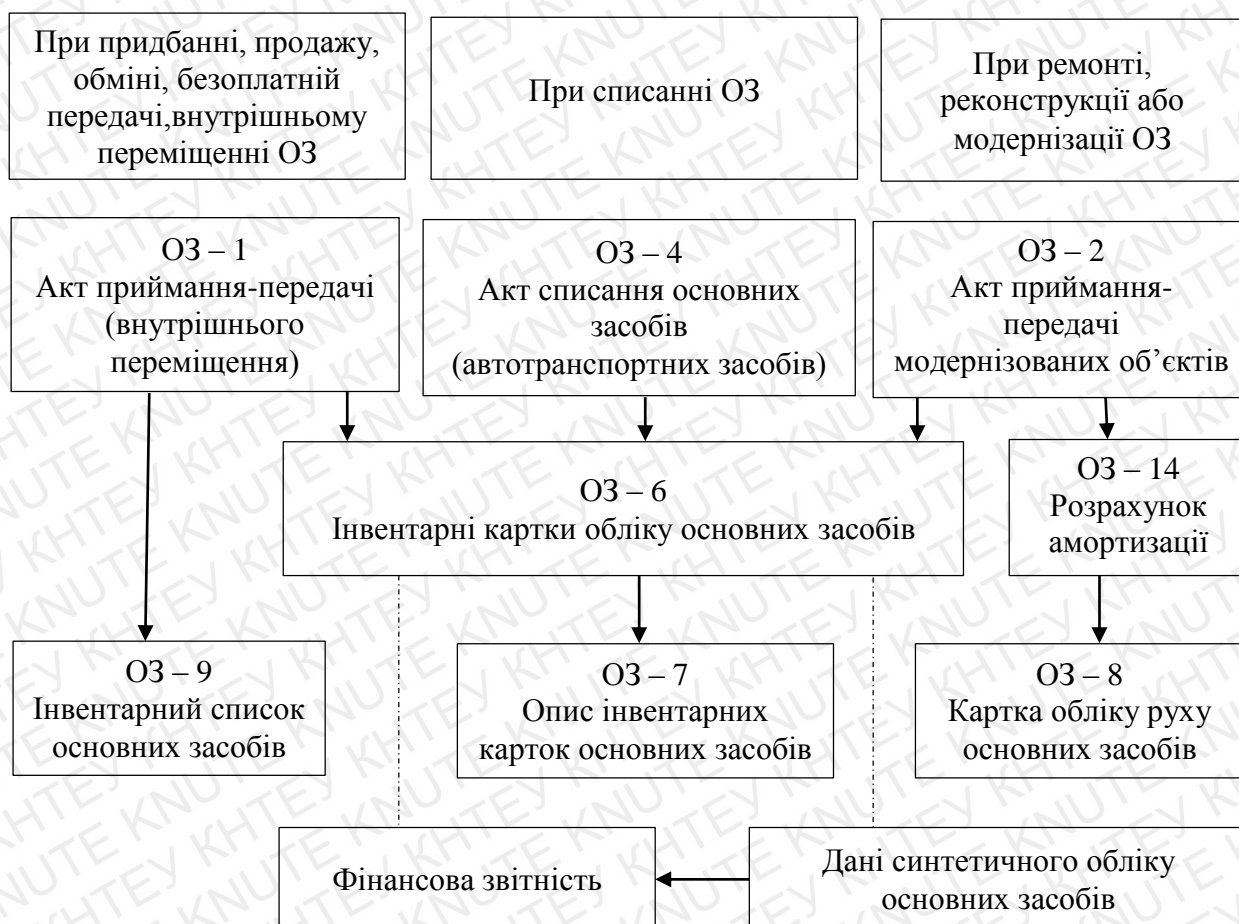 При придбанні, продажу,
обміні, безоплатній
передачі,внутрішньому
переміщенні ОЗ
При списанні ОЗ
При ремонті,
реконструкції або
модернізації ОЗ
ОЗ – 1
Акт приймання-передачі
(внутрішнього
переміщення)
ОЗ – 4
Акт списання основних
засобів
(автотранспортних засобів)
ОЗ – 2
Акт приймання-
передачі
модернізованих об’єктів
ОЗ – 6
Інвентарні картки обліку основних засобів
ОЗ – 14
Розрахунок
амортизації
ОЗ – 9
Інвентарний список
основних засобів
ОЗ – 7
Опис інвентарних
карток основних засобів
ОЗ – 8
Картка обліку руху
основних засобів
Фінансова звітність
Дані синтетичного обліку
основних засобів